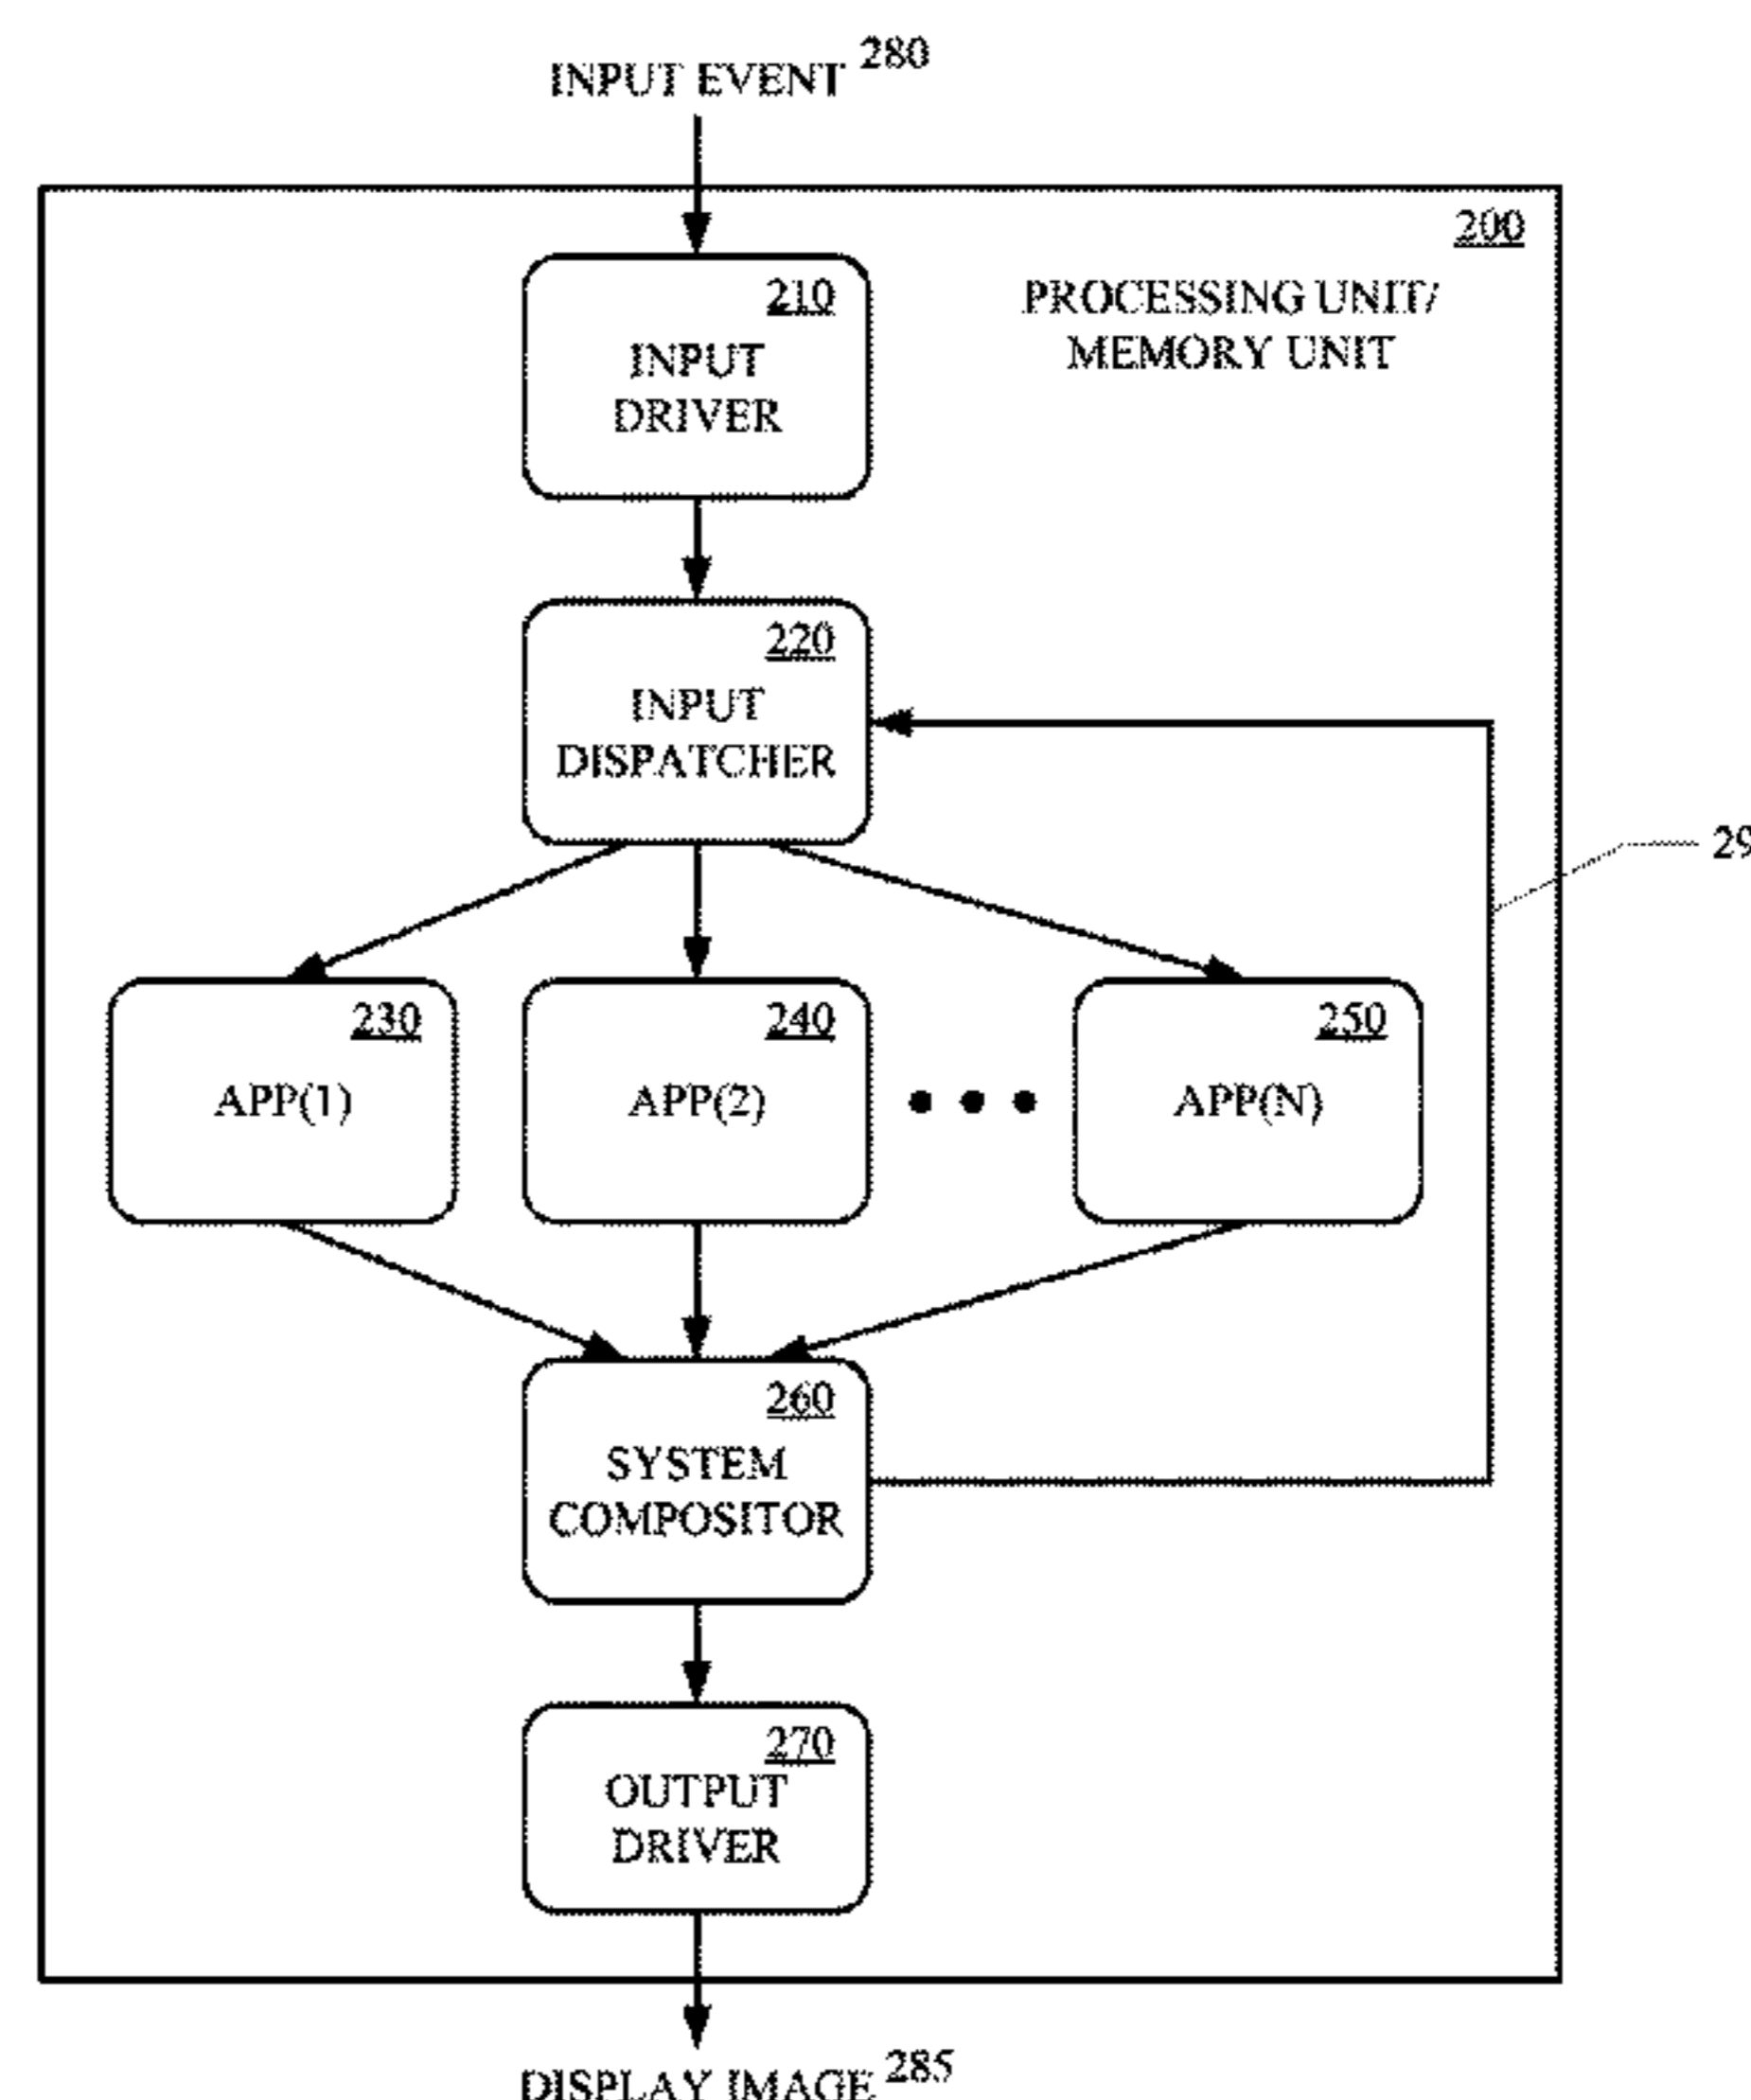 INPUT EVENT 280
200
PROCESSING UNIT/
MEMORY UNIT
210
INPUT
DRIVER
220
INPUT
DISPATCHER
29
230
APP(1)
240
APP(2)
250
APP(N)
260
SYSTEM
COMPOSITOR
270
OUTPUT
DRIVER
DISPLAY IMAGE 285